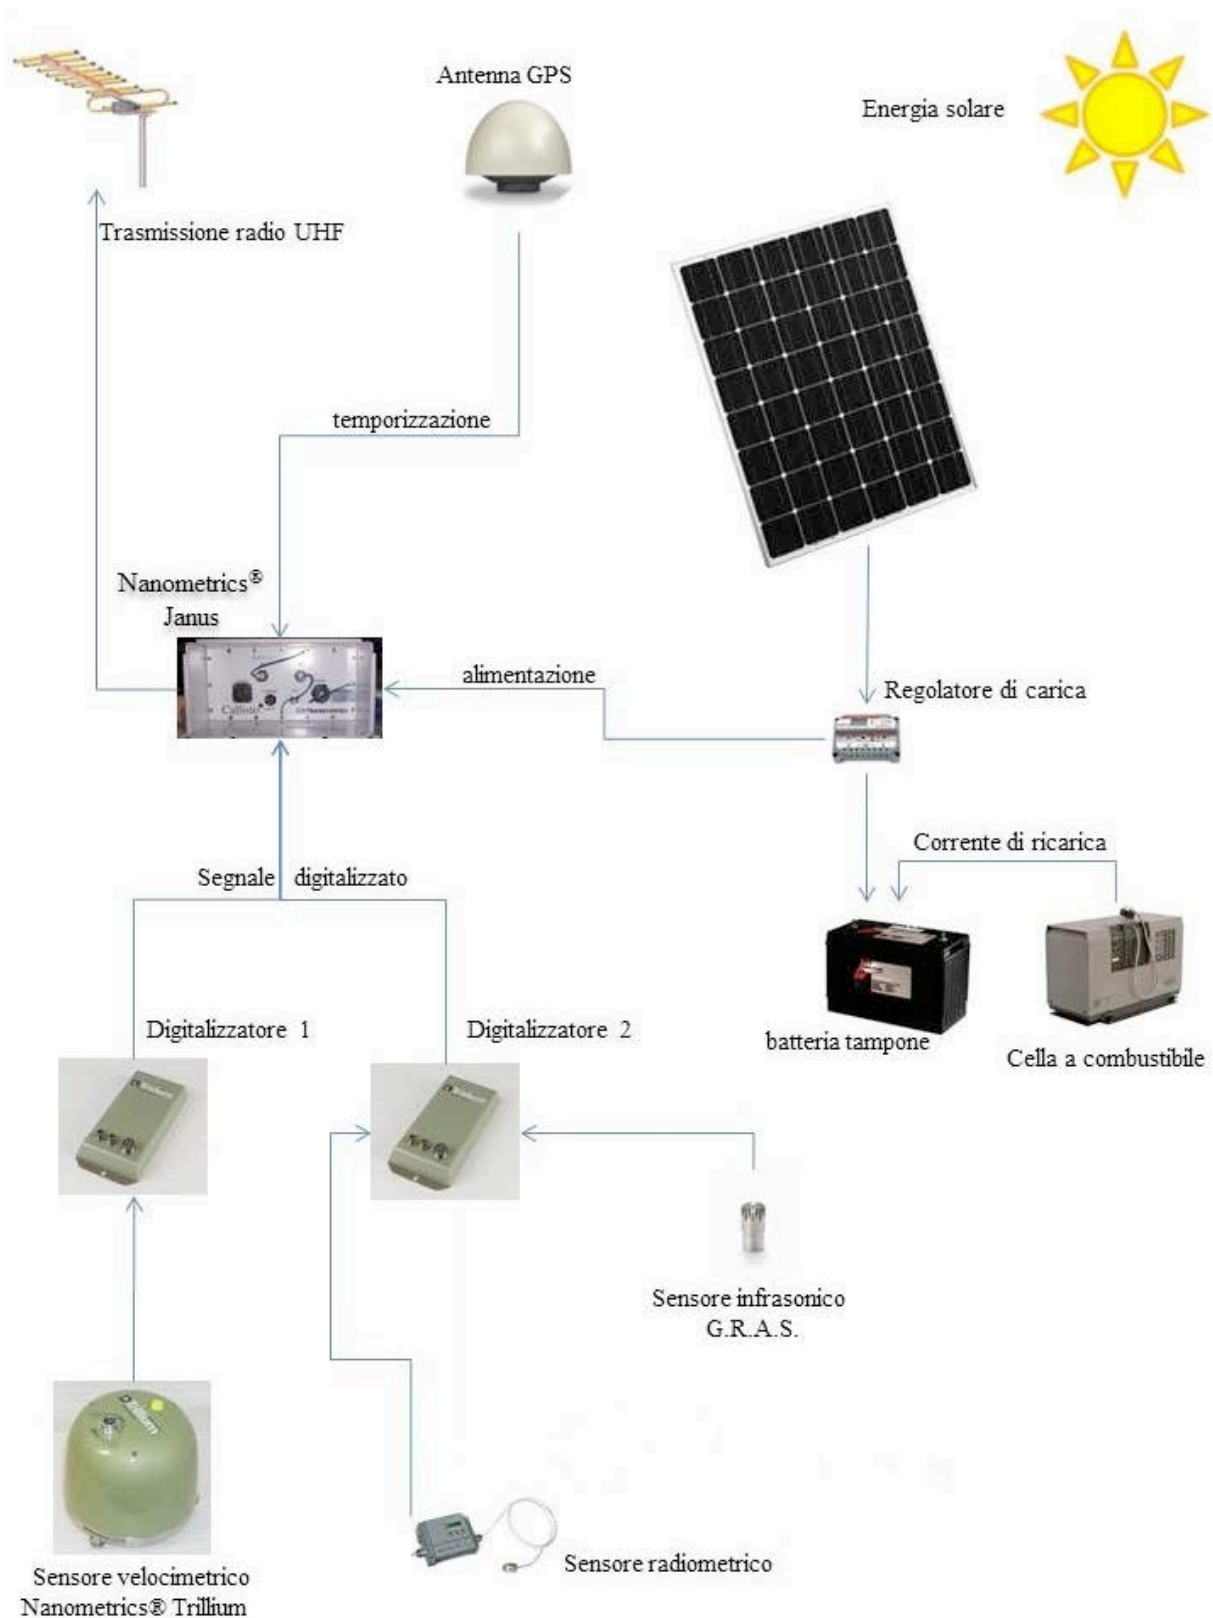 Antenna GPS
Energia solare
Trasmissione radio UHF
temporizzazione
Nanometrics®
Janus
alimentazione
Regolatore di carica
Corrente di ricarica
Segnale digitalizzato
Digitalizzatore 1
Digitalizzatore 2
batteria tampone
Cella a combustibile
Sensore infrasonico
G.R.A.S.
Sensore radiometrico
Sensore velocimetrico
Nanometrics® Trillium